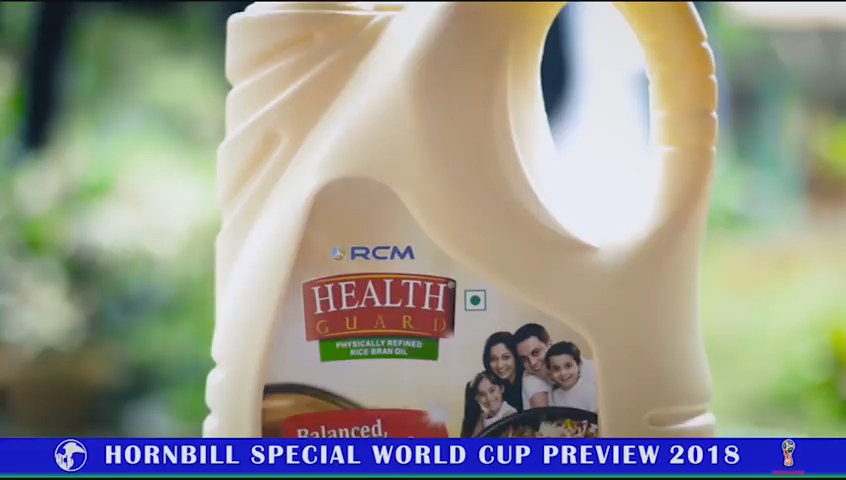 RCM
HEALTH®
GUARD
PHYSICALLY REFINED
RICE BRAN OIL
Balanced,
HORNBILL SPECIAL WORLD CUP PREVIEW 2018